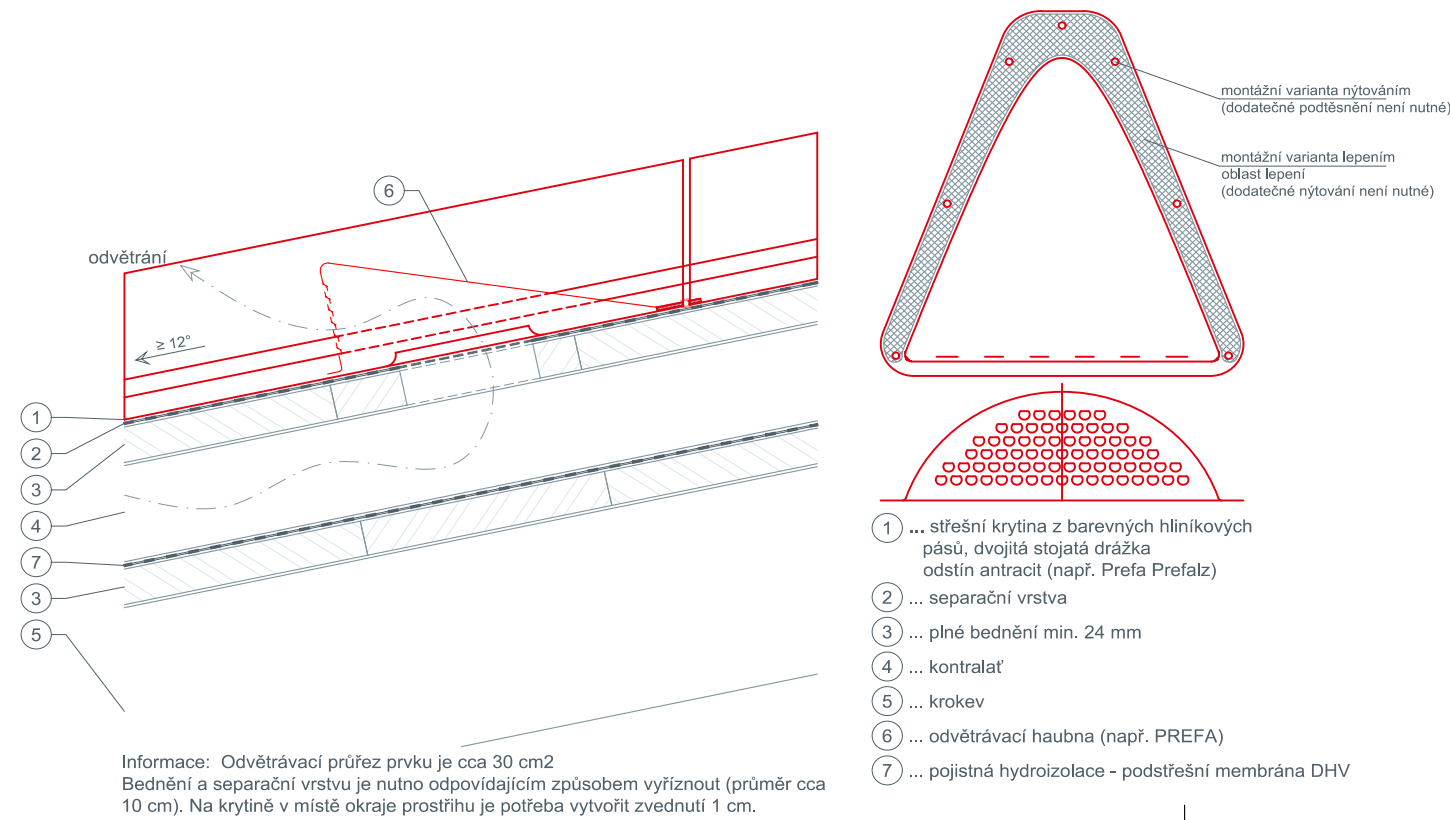 montážní varianta nýtováním
(dodatečné podtěsnění není nutné)
montážní varianta lepením
oblast lepení
(dodatečné nýtování není nutné)
6
odvětrání
≥ 12°
1
2
3
4
7
3
5
1 ... střešní krytina z barevných hliníkových
pásů, dvojitá stojatá drážka
odstín antracit (např. Prefa Prefalz)
2 ... separační vrstva
3 ... plné bednění min. 24 mm
4 ... kontralať
5 ... krokev
6 ... odvětrávací haubna (např. PREFA)
7 ... pojistná hydroizolace - podstřešní membrána DHV
Informace: Odvětrávací průřez prvku je cca 30 cm2
Bednění a separační vrstvu je nutno odpovídajícím způsobem vyříznout (průměr cca
10 cm). Na krytině v místě okraje prostřihu je potřeba vytvořit zvednutí 1 cm.